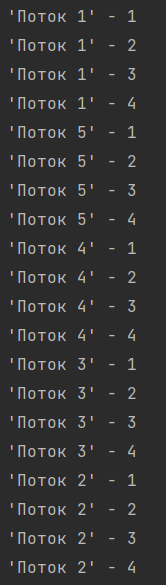 'Поток 1' - 1
'Поток 1' - 2
'Поток 1' - 3
'Поток 1' - 4
'Поток 5' - 1
'Поток 5' - 2
'Поток 5' - 3
'Поток 5' - 4
'Поток 4' - 1
'Поток 4' - 2
'Поток 4' - 3
'Поток 4' - 4
'Поток 3' - 1
'Поток 3' - 2
'Поток 3' - 3
'Поток 3' - 4
'Поток 2' - 1
'Поток 2' - 2
'Поток 2' - 3
'Поток 2' - 4